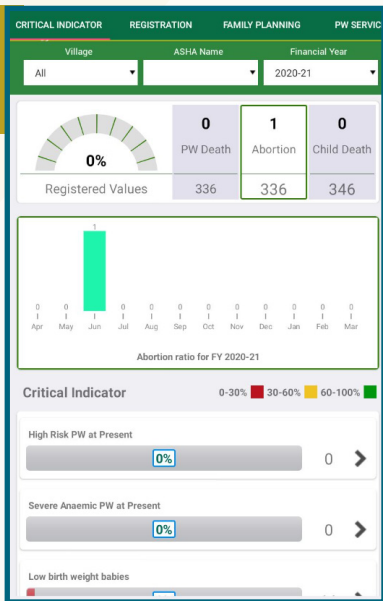 CRITICAL INDICATOR REGISTRATION FAMILY PLANNING PW SERVIC
Village ASHA Name Financial Year
All 2020-21
0 1 0
0% PW Death Abortion Child Death
Registered Values 336 336 346
1
0 0 0 0 0 0 0 0 0 0 0
Apr May Jun Jul Aug Sep Oct Nov Dec Jan Feb Mar
Abortion ratio for FY 2020-21
Critical Indicator 0-30% 30-60% 60-100%
High Risk PW at Present
0% 0
Severe Anaemic PW at Present
0% 0
Low birth weight babies